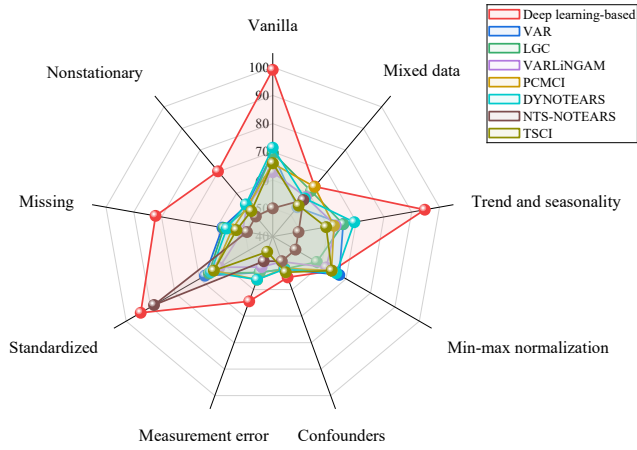 Deep learning-based
VAR
LGC
VARLiNGAM
PCMCI
DYNOTEARS
NTS-NOTEARS
TSCI
Vanilla
Nonstationary
Mixed data
100
90
80
70
40
Missing
Trend and seasonality
Standardized
Min-max normalization
Measurement error
Confounders